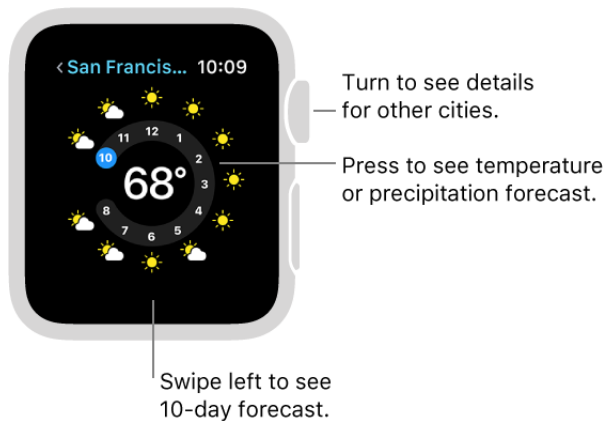 <San Francis... 10:09
Turn to see details
for other cities.
12
11
1
10
2
Press to see temperature
or precipitation forecast.
68°
3
8
4
7
5
6
Swipe left to see
10-day forecast.